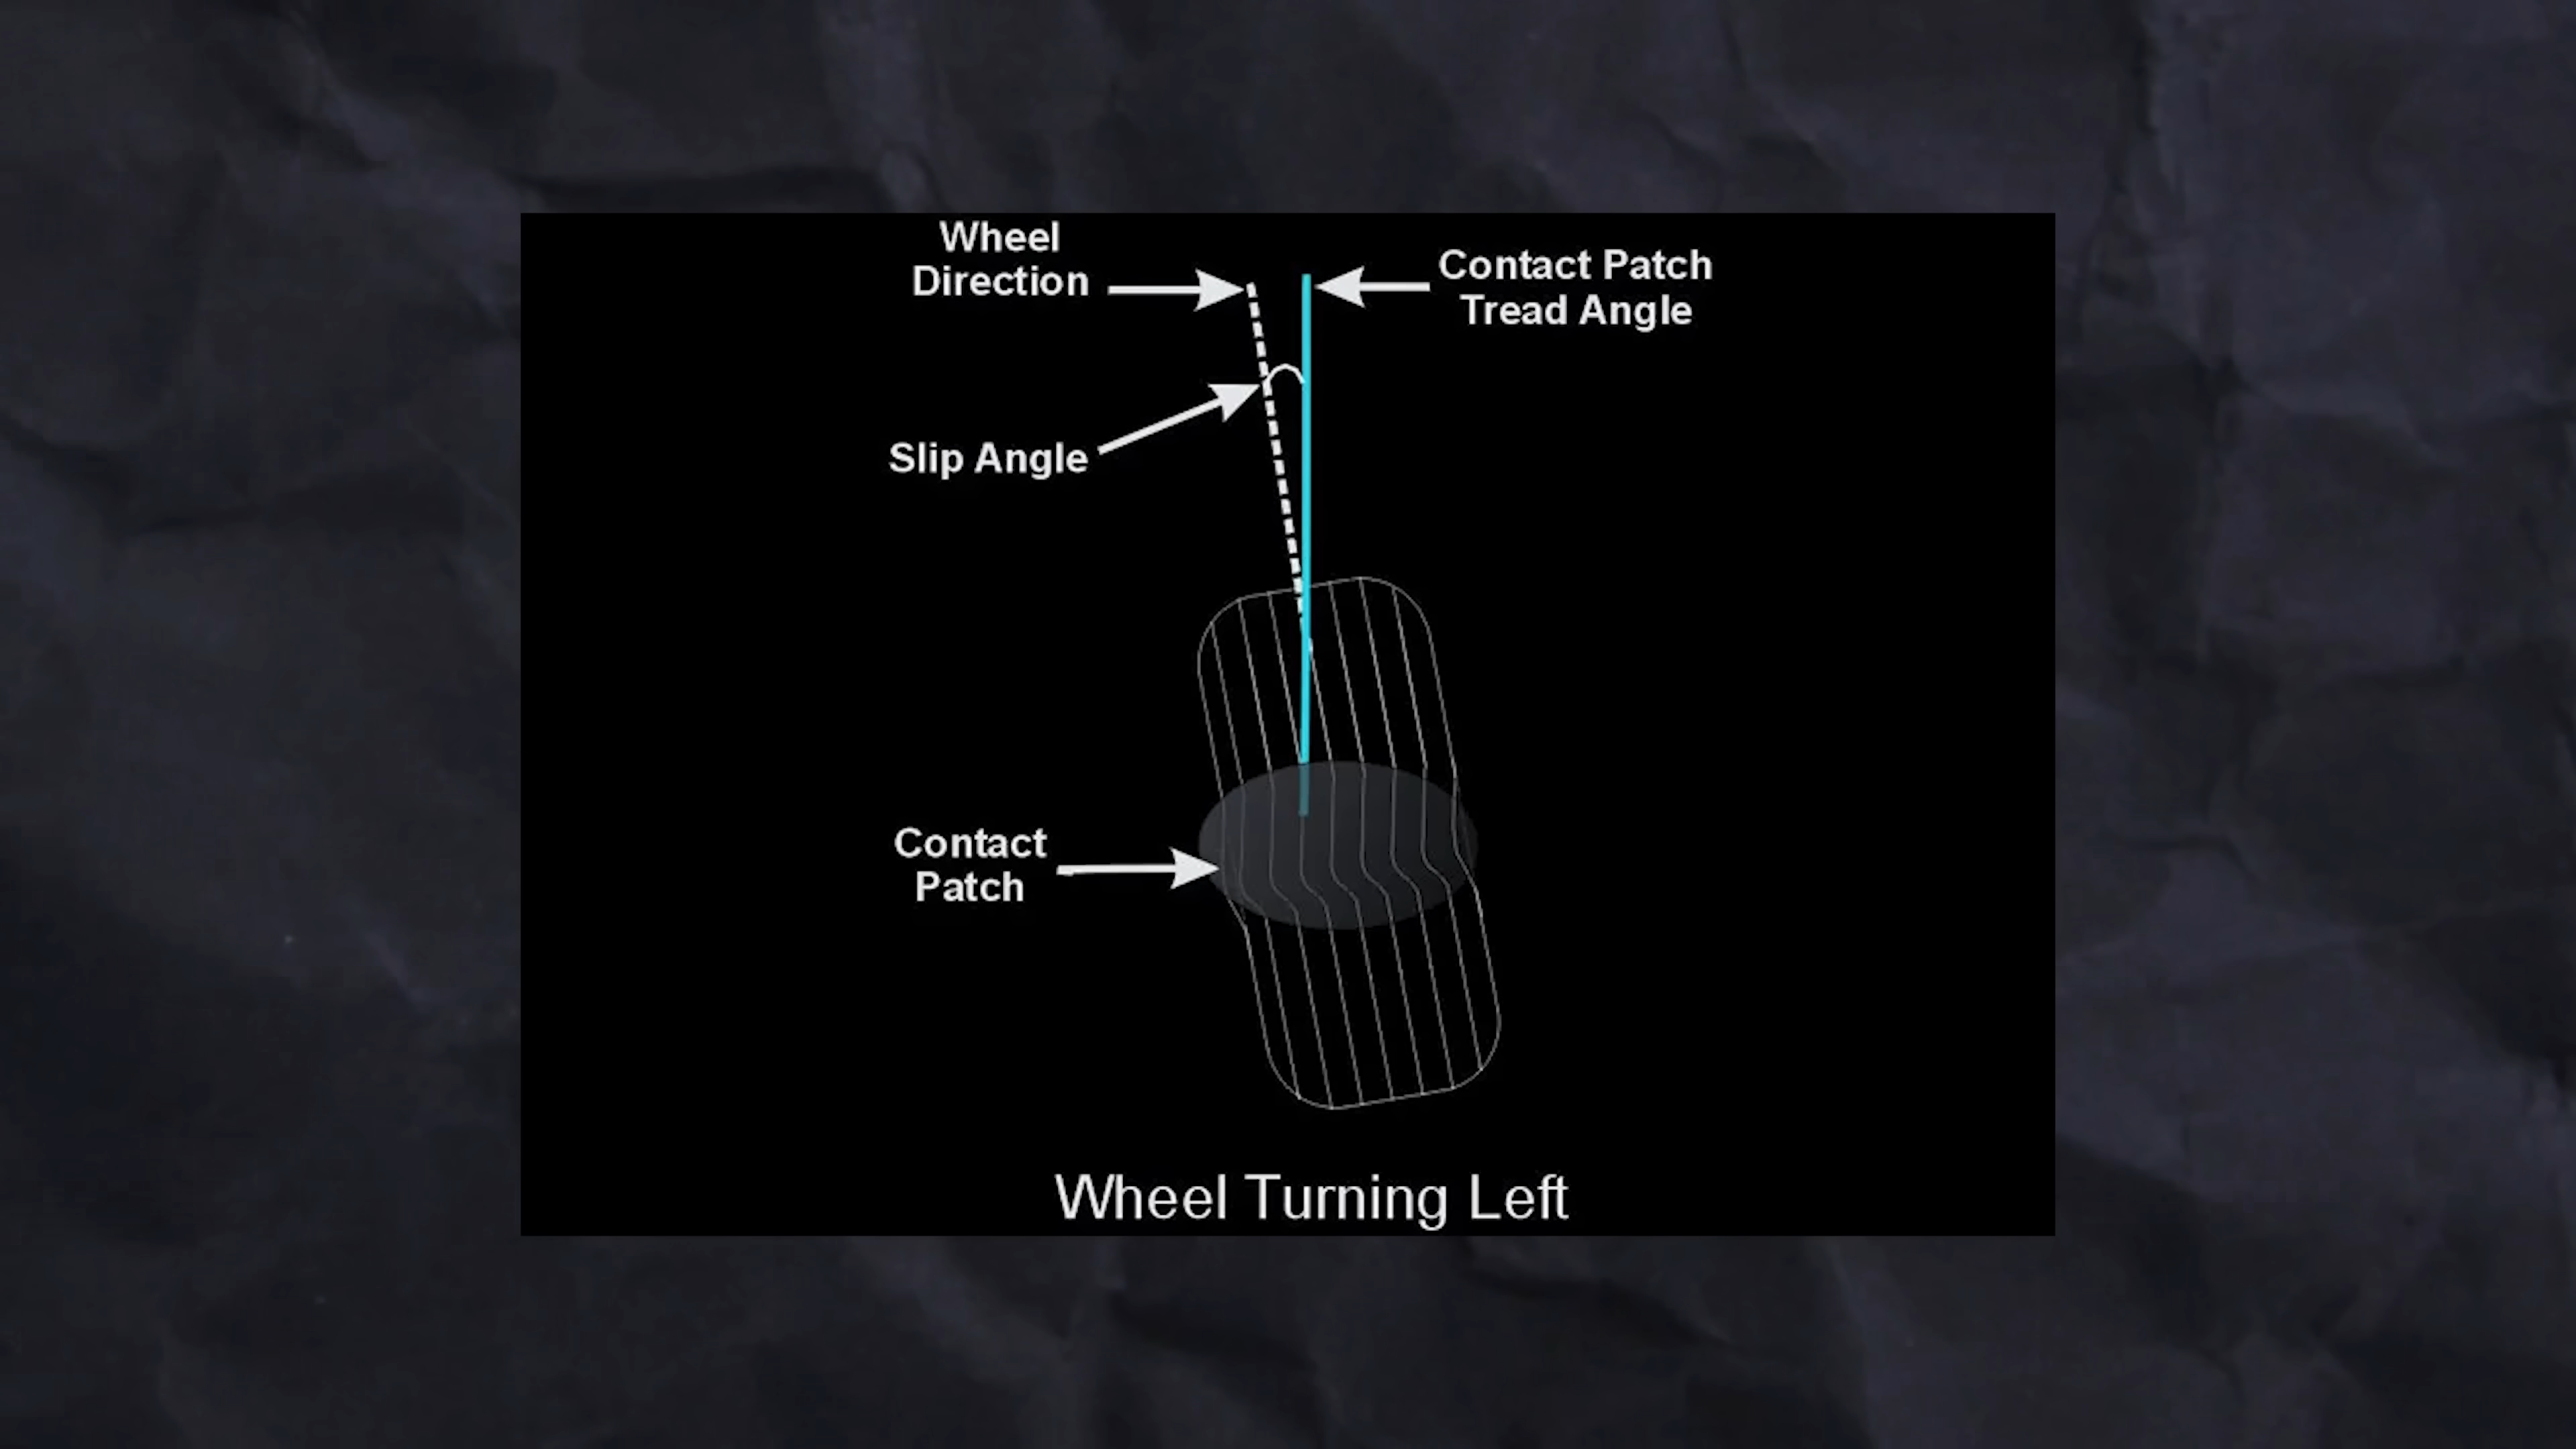 Wheel
Direction
Contact Patch
Tread Angle
Slip Angle
Contact
Patch
Wheel Turning Left